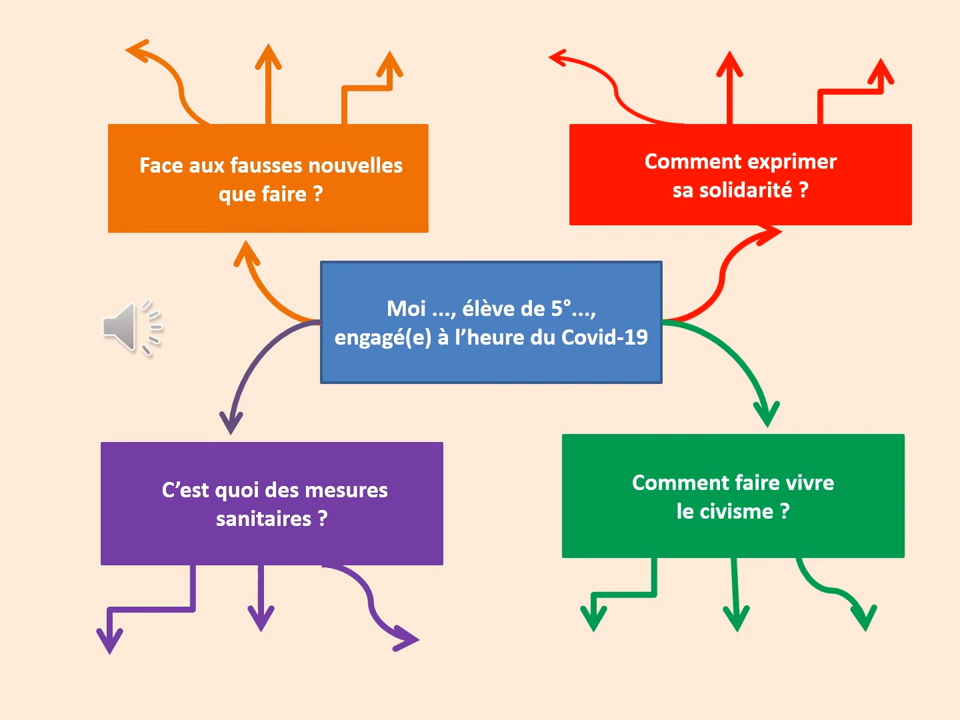 Face aux fausses nouvelles
que faire ?
Comment exprimer
sa solidarité ?
Moi ..., élève de 5°...,
engagé(e) à l’heure du Covid-19
C’est quoi des mesures
sanitaires ?
Comment faire vivre
le civisme ?